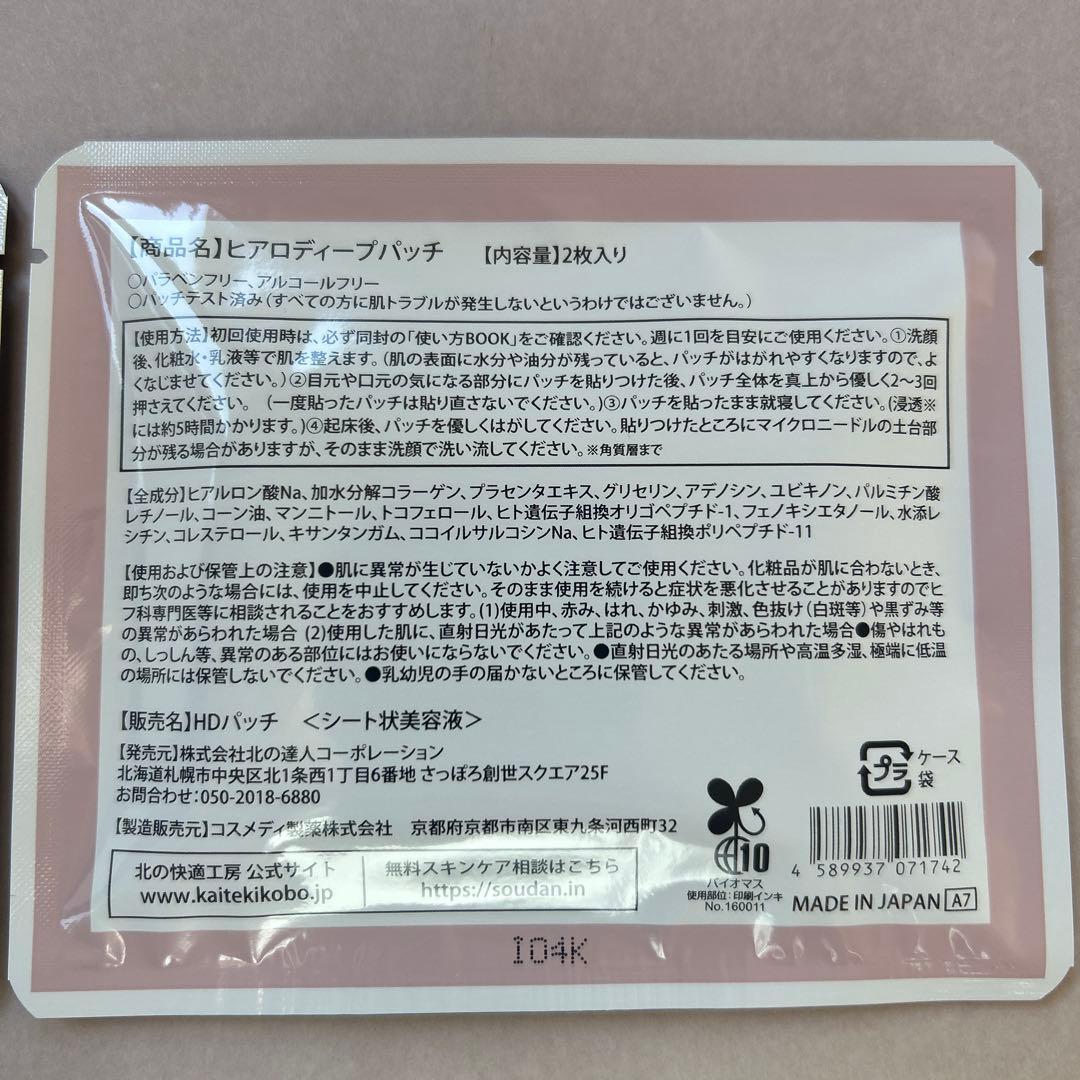 【商品名】ヒアロディープパッチ 【内容量】2枚入り
○パラベンフリー、アルコールフリー
○パッチテスト済み(すべての方に肌トラブルが発生しないというわけではございません。)
【使用方法】初回使用時は、必ず同封の「使い方BOOK」をご確認ください。週に1回を目安にご使用ください。①洗顔
後、化粧水・乳液等で肌を整えます。(肌の表面に水分や油分が残っていると、パッチがはがれやすくなりますので、よ
くなじませてください。)②目元や口元の気になる部分にパッチを貼りつけた後、パッチ全体を真上から優しく2〜3回
押さえてください。 (一度貼ったパッチは貼り直さないでください。)③パッチを貼ったまま就寝してください。(浸透※
には約5時間かかります。)④起床後、パッチを優しくはがしてください。貼りつけたところにマイクロニードルの土台部
分が残る場合がありますが、そのまま洗顔で洗い流してください。※角質層まで
【全成分】ヒアルロン酸Na、加水分解コラーゲン、プラセンタエキス、グリセリン、アデノシン、ユビキノン、パルミチン酸
レチノール、コーン油、マンニトール、トコフェロール、ヒト遺伝子組換オリゴペプチド-1、フェノキシエタノール、水添レ
シチン、コレステロール、キサンタンガム、ココイルサルコシンNa、ヒト遺伝子組換ポリペプチド-11
【使用および保管上の注意】●肌に異常が生じていないかよく注意してご使用ください。化粧品が肌に合わないとき、
即ち次のような場合には、使用を中止してください。そのまま使用を続けると症状を悪化させることがありますのでヒ
フ科専門医等に相談されることをおすすめします。(1)使用中、赤み、はれ、かゆみ、刺激、色抜け(白斑等)や黒ずみ等
の異常があらわれた場合 (2)使用した肌に、直射日光があたって上記のような異常があらわれた場合●傷やはれも
の、しっしん等、異常のある部位にはお使いにならないでください。●直射日光のあたる場所や高温多湿、極端に低温
の場所には保管しないでください。●乳幼児の手の届かないところに保管してください。
【販売名】HDパッチ <シート状美容液>
【発売元】株式会社北の達人コーポレーション
北海道札幌市中央区北1条西1丁目6番地 さっぽろ創世スクエア25F
お問合わせ:050-2018-6880
【製造販売元】コスメディ製薬株式会社 京都府京都市南区東九条河西町32
北の快適工房 公式サイト
www.kaitekikobo.jp
無料スキンケア相談はこちら
https://soudan.in
10
バイオマス
使用部位:印刷インキ
No.160011
プラ
ケース
袋
4 589937 071742
MADE IN JAPAN A7
104K